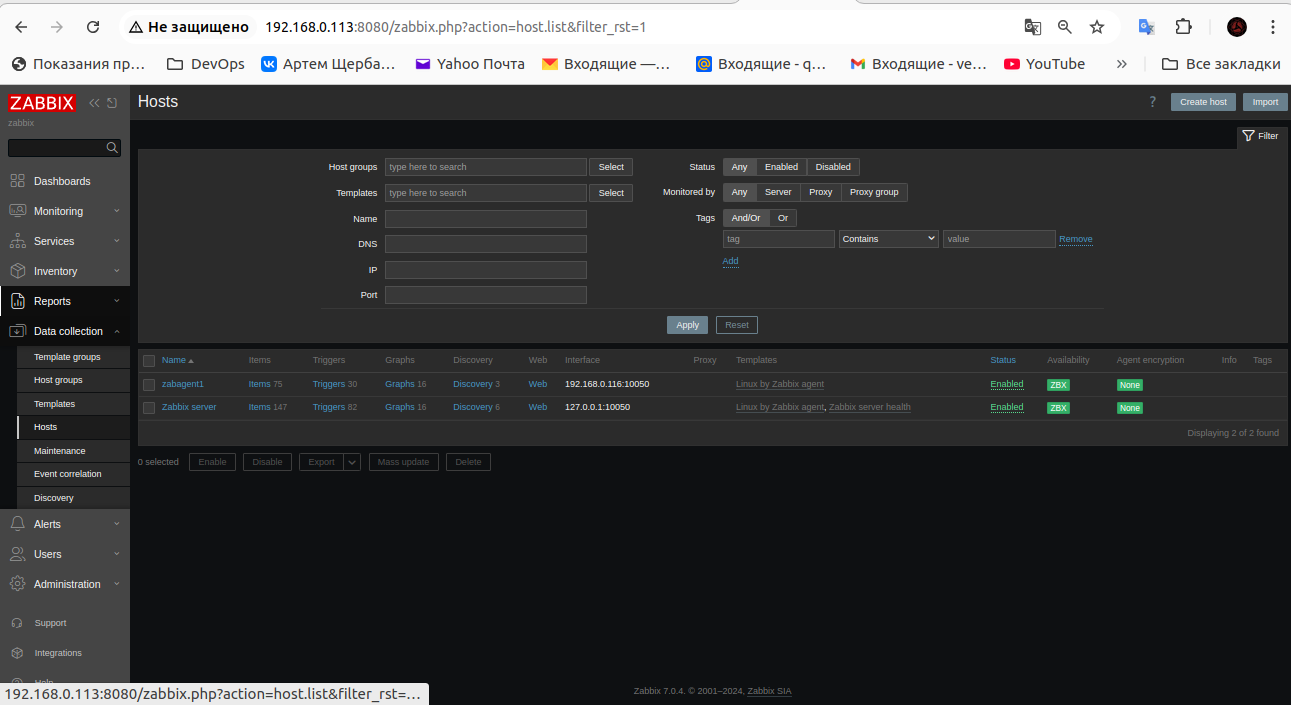 Не защищено 192.168.0.113:8080/zabbix.php?action=host.list&filter_rst=1
Показания пр... DevOps Артем Щерба... Yahoo Почта Входящие —... Входящие - q... Входящие - ve... YouTube » Все закладки
ZABBIX
zabbix
Dashboards
Monitoring
Services
Inventory
Reports
Data collection
Template groups
Host groups
Templates
Hosts
Maintenance
Event correlation
Discovery
Alerts
Users
Administration
Support
Integrations
Help
Hosts
? Create host Import
Filter
Host groups type here to search Select
Templates type here to search Select
Name
DNS
IP
Port
Status Any Enabled Disabled
Monitored by Any Server Proxy Proxy group
Tags And/Or Or
tag Contains value Remove
Add
Apply Reset
Name Items Triggers Graphs Discovery Web Interface Proxy Templates Status Availability Agent encryption Info Tags
zabagent1 Items 75 Triggers 30 Graphs 16 Discovery 3 Web 192.168.0.116:10050 Linux by Zabbix agent Enabled ZBX None
Zabbix server Items 147 Triggers 82 Graphs 16 Discovery 6 Web 127.0.0.1:10050 Linux by Zabbix agent, Zabbix server health Enabled ZBX None
Displaying 2 of 2 found
0 selected Enable Disable Export Mass update Delete
Zabbix 7.0.4. © 2001–2024, Zabbix SIA
192.168.0.113:8080/zabbix.php?action=host.list&filter_rst=...